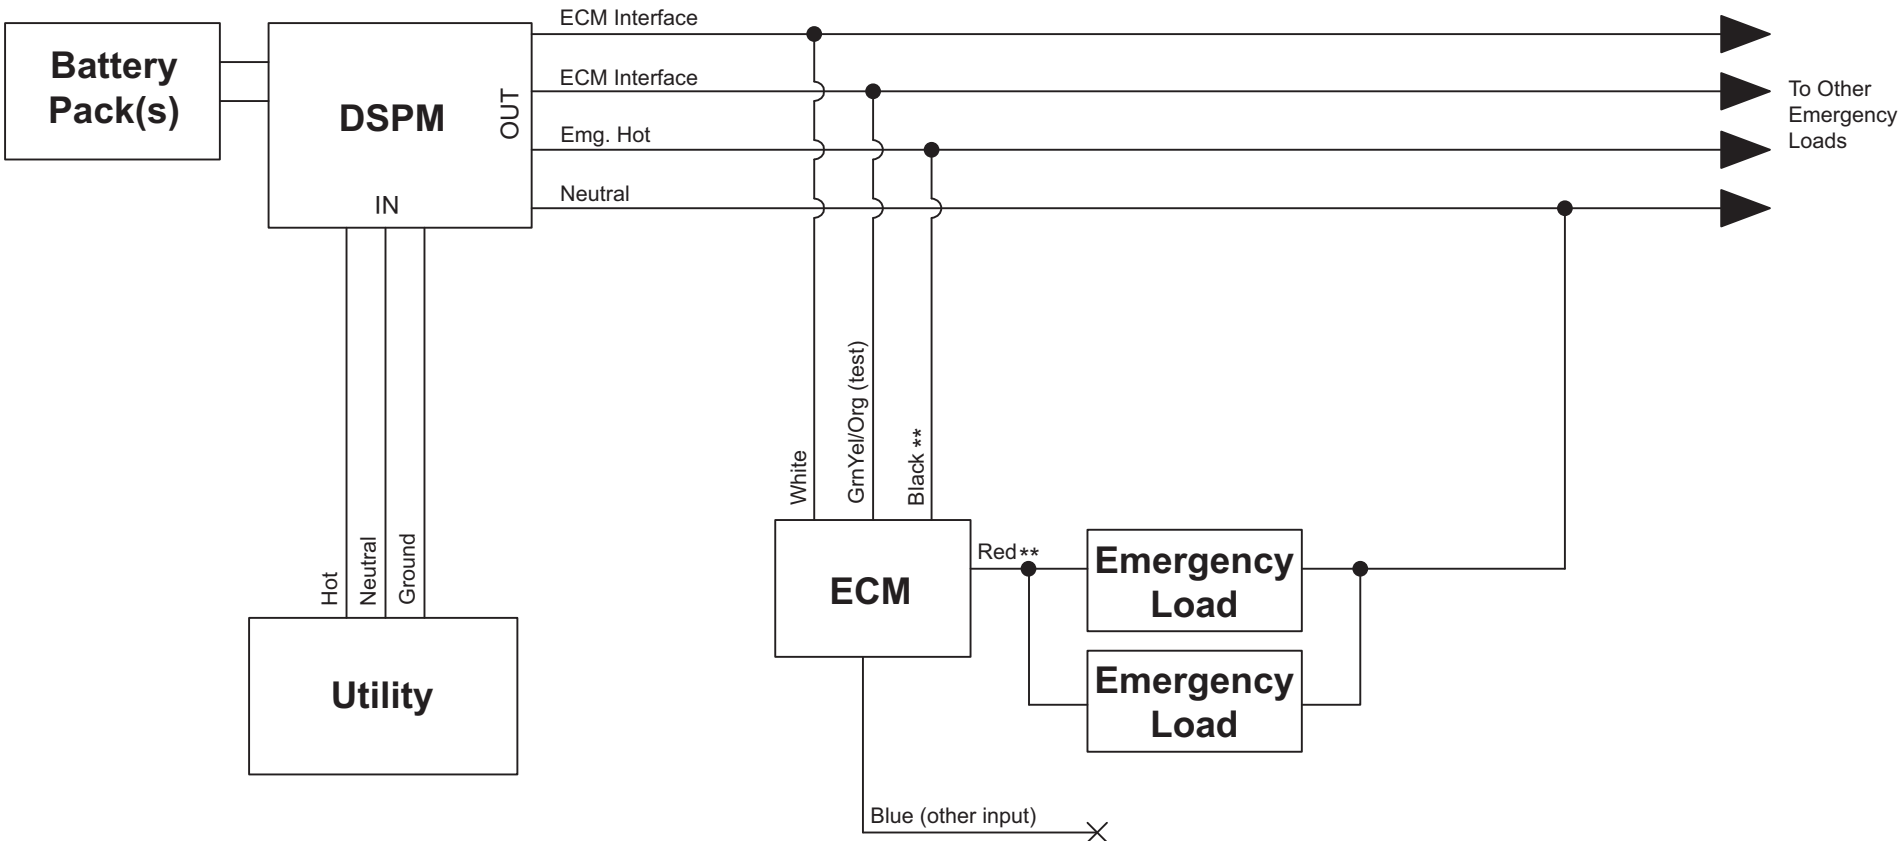 ECM Interface
Battery
Pack(s)
DSPM
OUT
IN
ECM Interface
Emg. Hot
Neutral
To Other
Emergency
Loads
Hot
Neutral
Ground
Utility
White
GrnYel/Org (test)
Black **
ECM
Red**
Emergency
Load
Emergency
Load
Blue (other input)